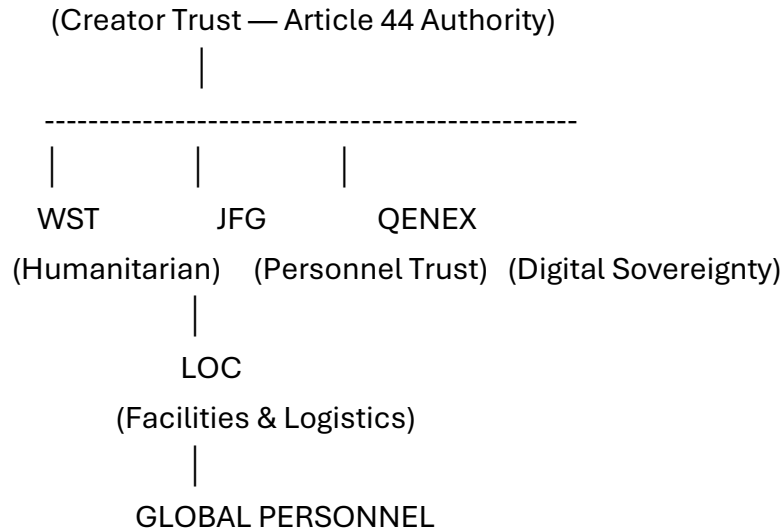 (Creator Trust — Article 44 Authority)
WST JFG QENEX
(Humanitarian) (Personnel Trust) (Digital Sovereignty)
LOC
(Facilities & Logistics)
GLOBAL PERSONNEL